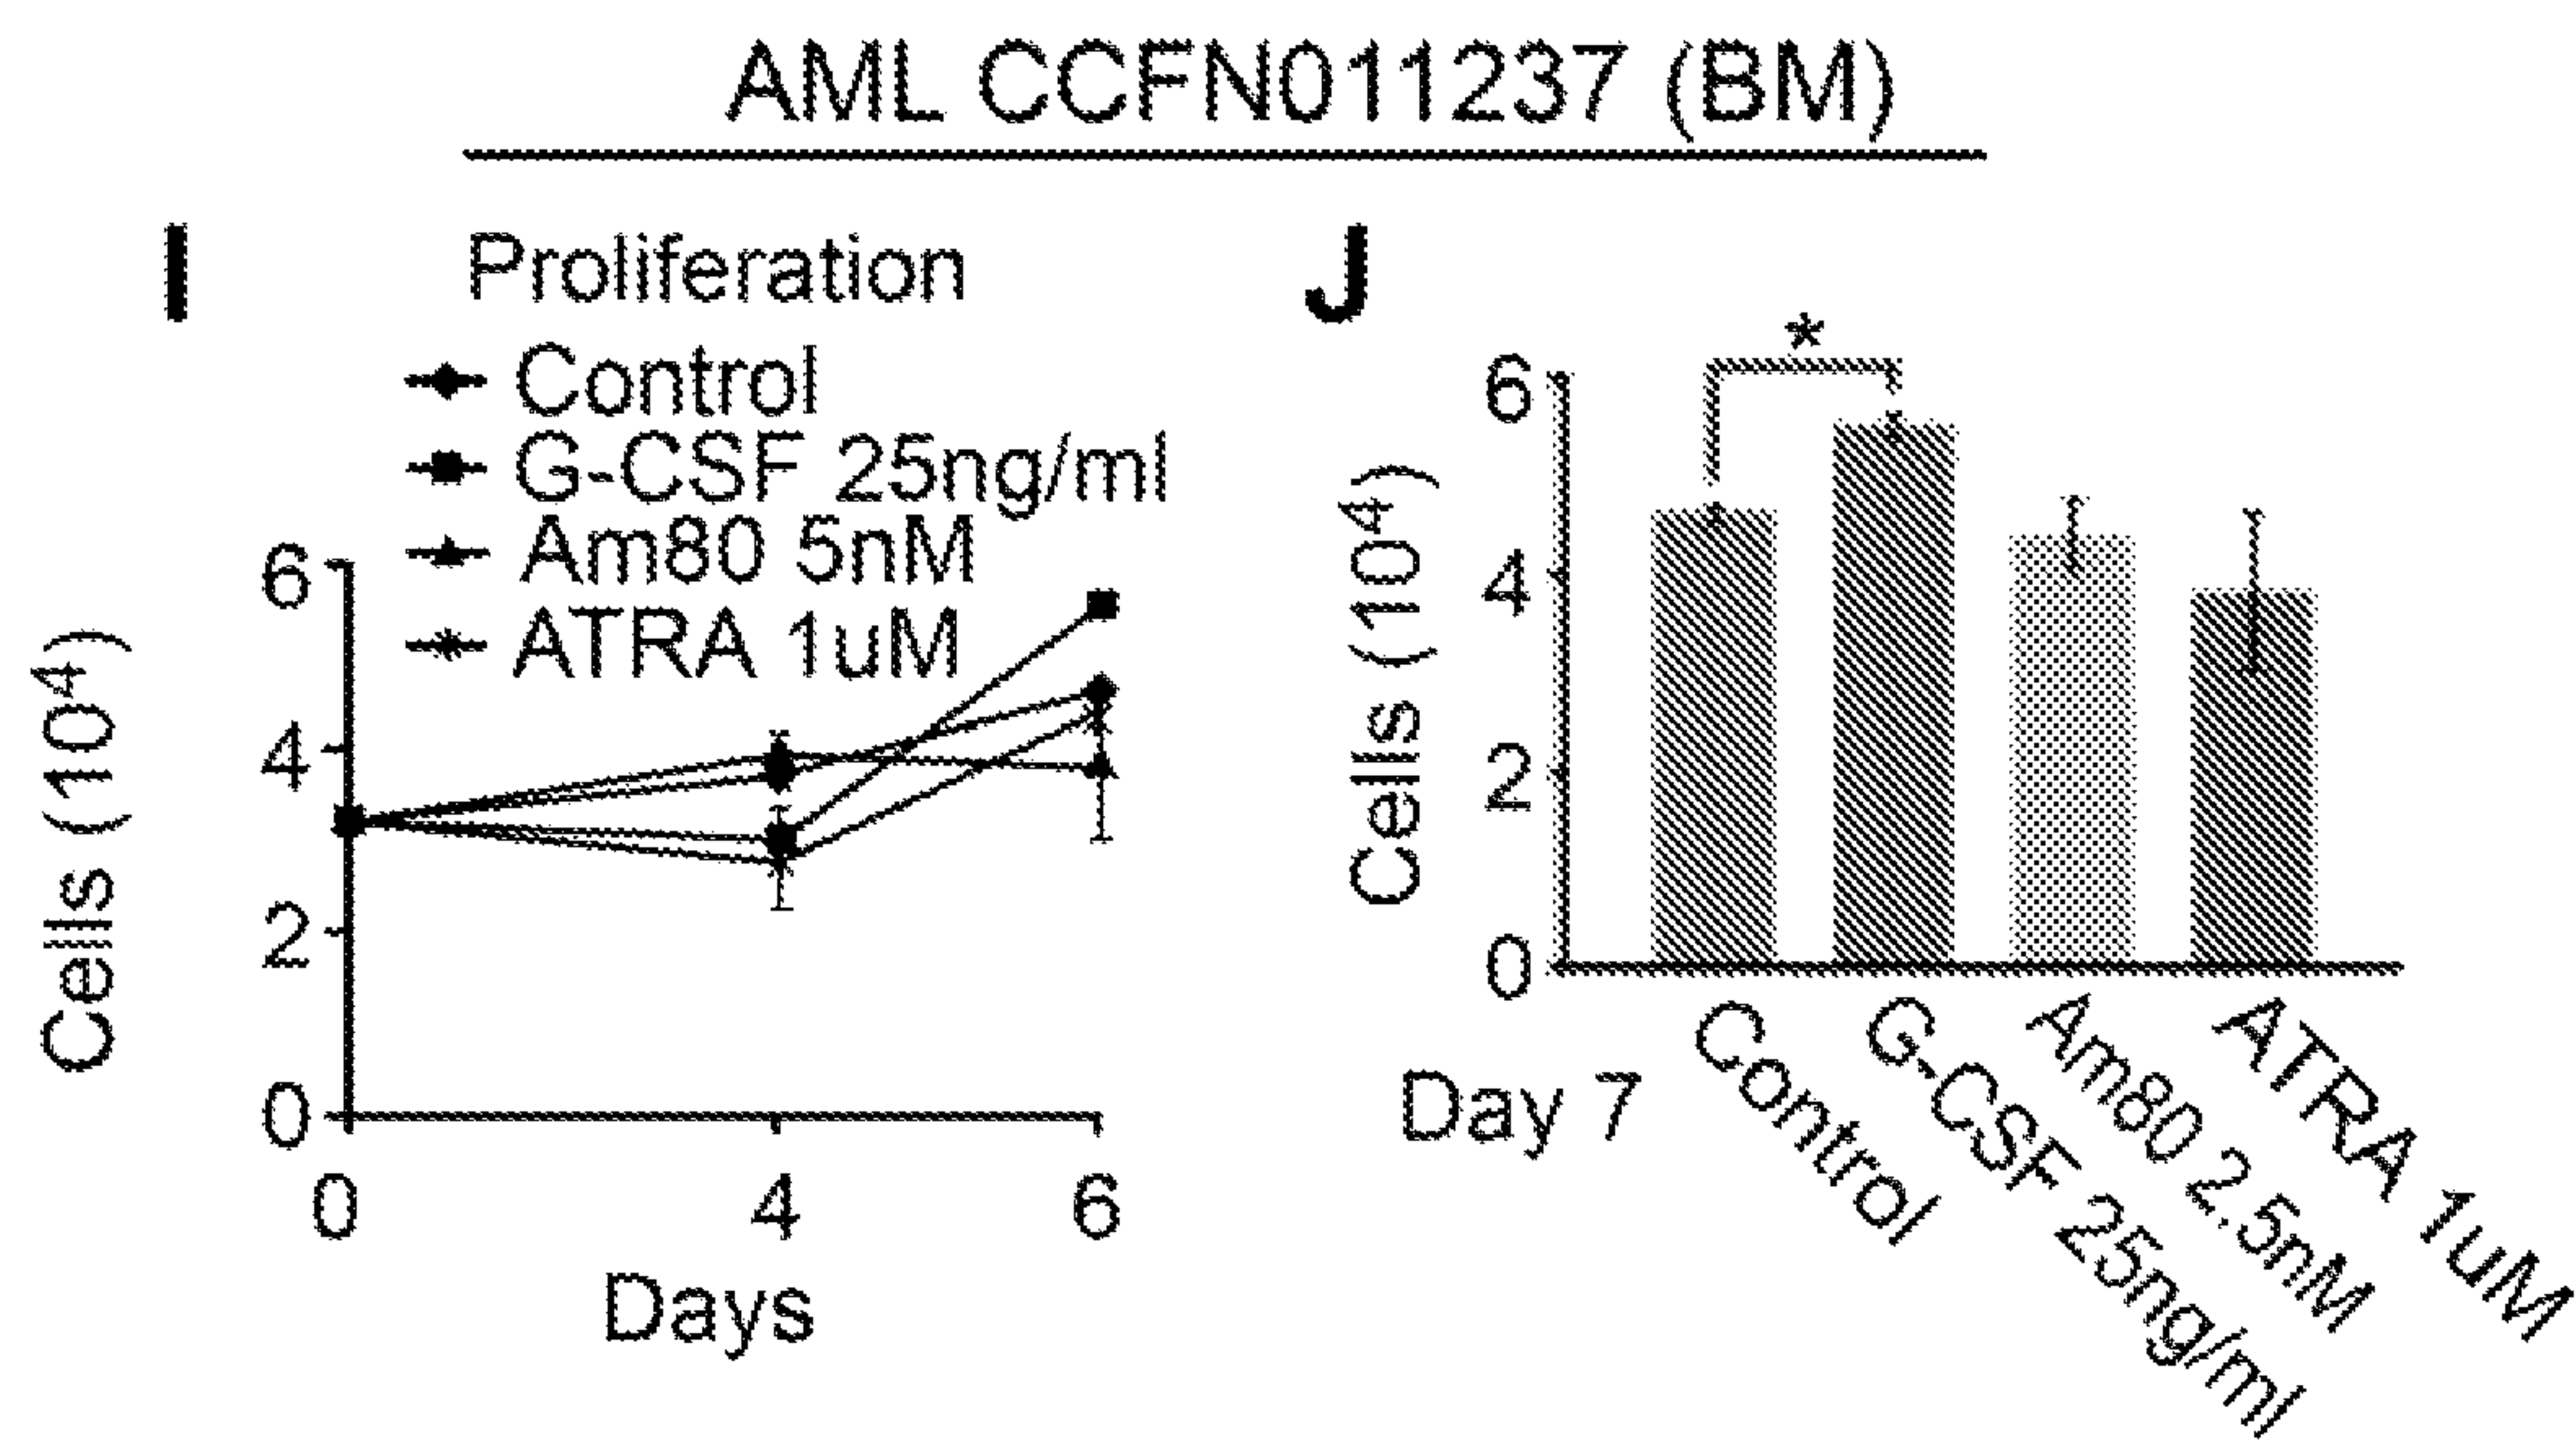 AML CCFN011237 (BM)
I
Proliferation
Control
G-CSF 25ng/ml
Am80 5nM
ATRA 1uM
Cells (10⁴)
6
4
2
0
0 4 6
Days
J
*
Cells (10⁴)
6
4
2
0
Day 7
Control
G-CSF 25ng/ml
Am80 2.5nM
ATRA 1uM